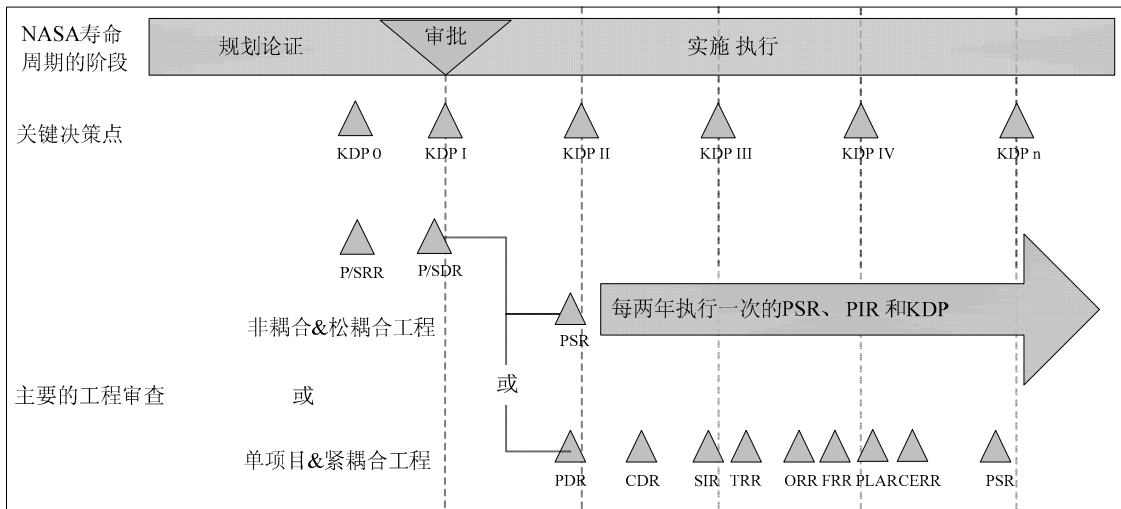 NASA寿命
周期的阶段
规划论证
审批
实施 执行
关键决策点
KDP 0
KDP I
KDP II
KDP III
KDP IV
KDP n
P/SRR
P/SDR
非耦合&松耦合工程
PSR
每两年执行一次的PSR、PIR 和KDP
或
主要的工程审查
或
单项目&紧耦合工程
PDR
CDR
SIR
TRR
ORR
FRR
PLAR
CERR
PSR